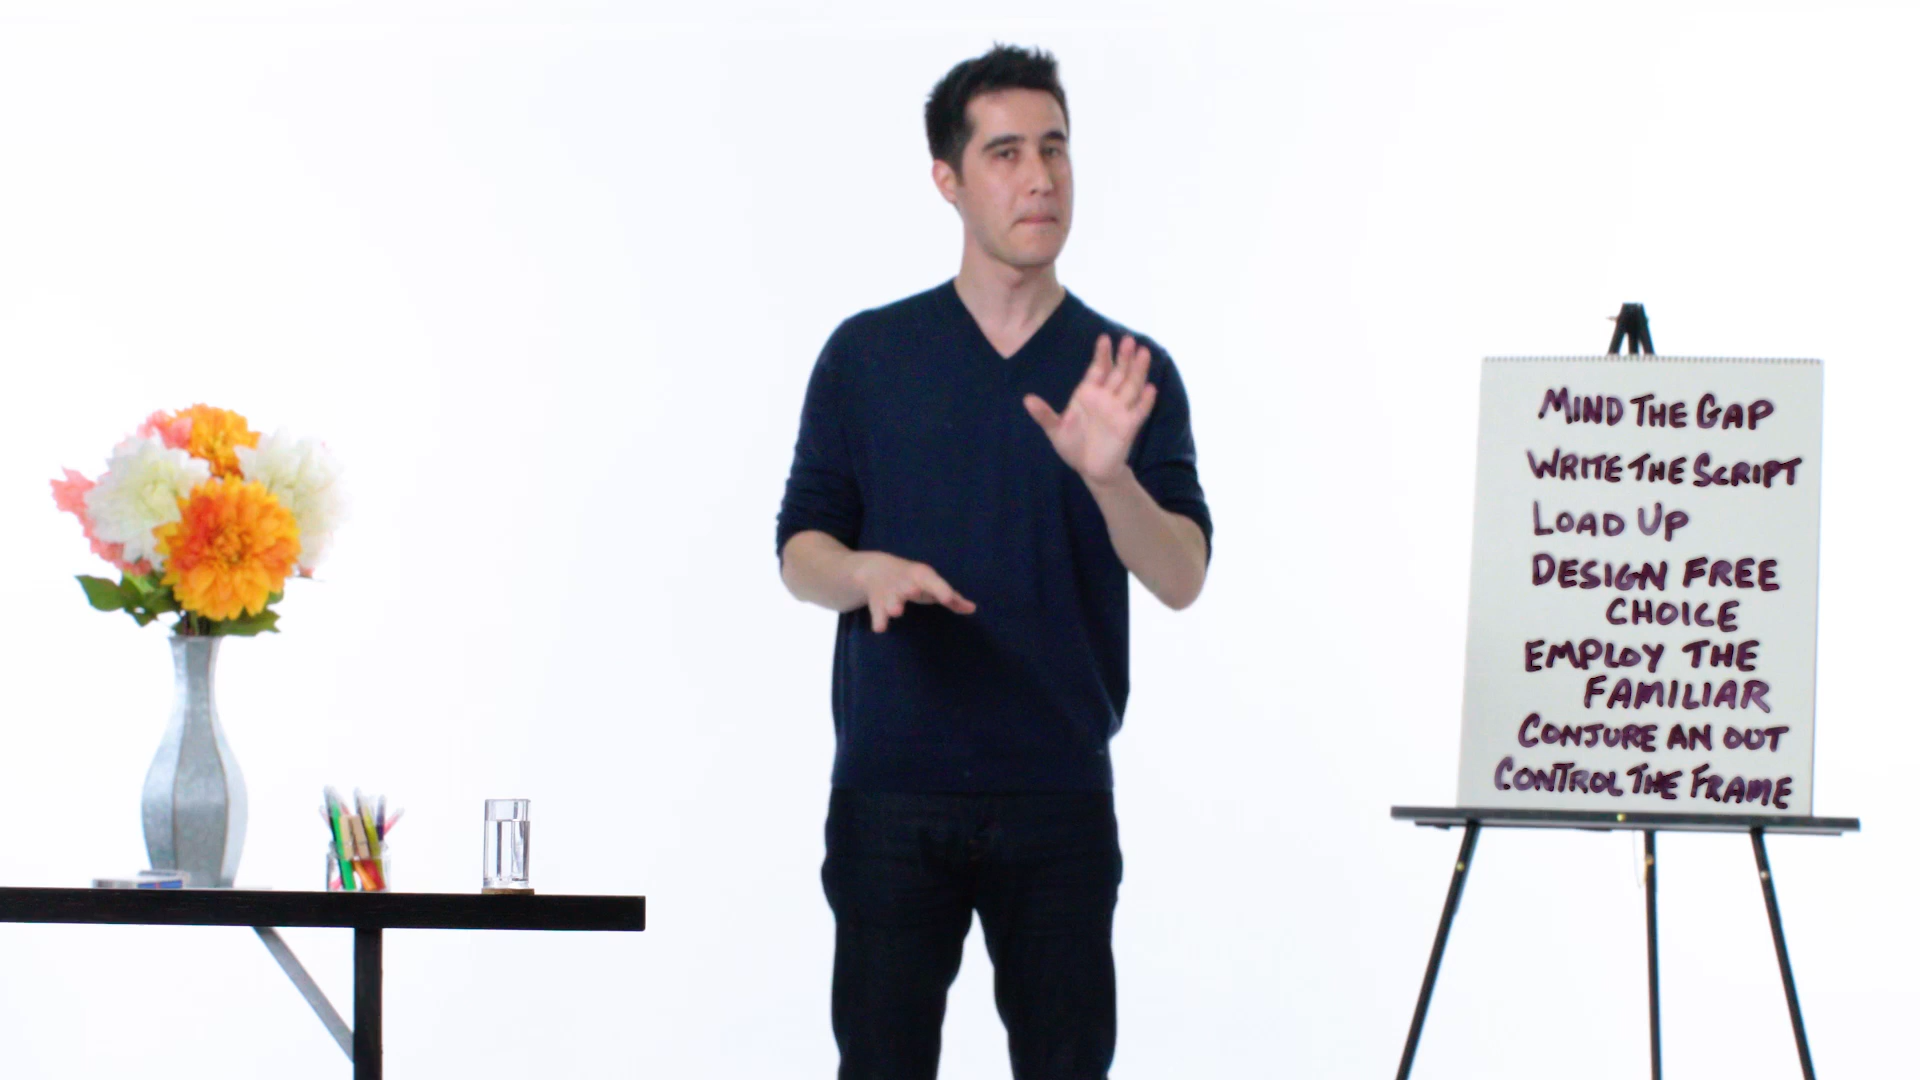 MIND THE GAP
WRITE THE SCRIPT
LOAD UP
DESIGN FREE
CHOICE
EMPLOY THE
FAMILIAR
CONJURE AN OUT
CONTROL THE FRAME